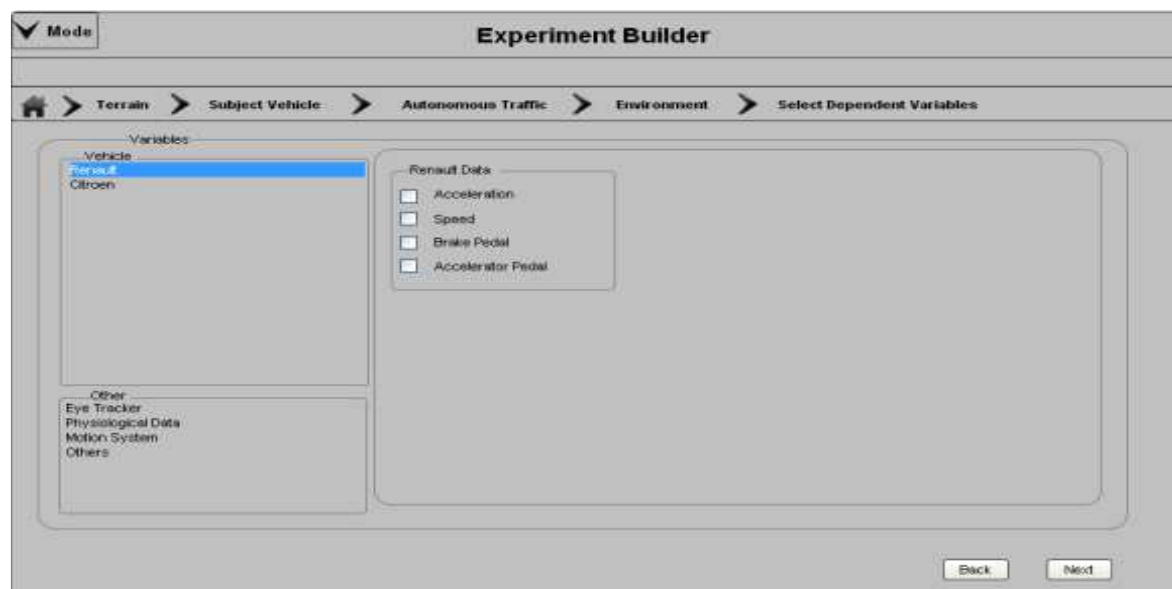 Mode
Experiment Builder
Terrain Subject Vehicle Autonomous Traffic Environment Select Dependent Variables
Variables
Vehicle
Renault
Citroen
Renault Data
Acceleration
Speed
Brake Pedal
Accelerator Pedal
Other
Eye Tracker
Physiological Data
Motion System
Others
Back Next